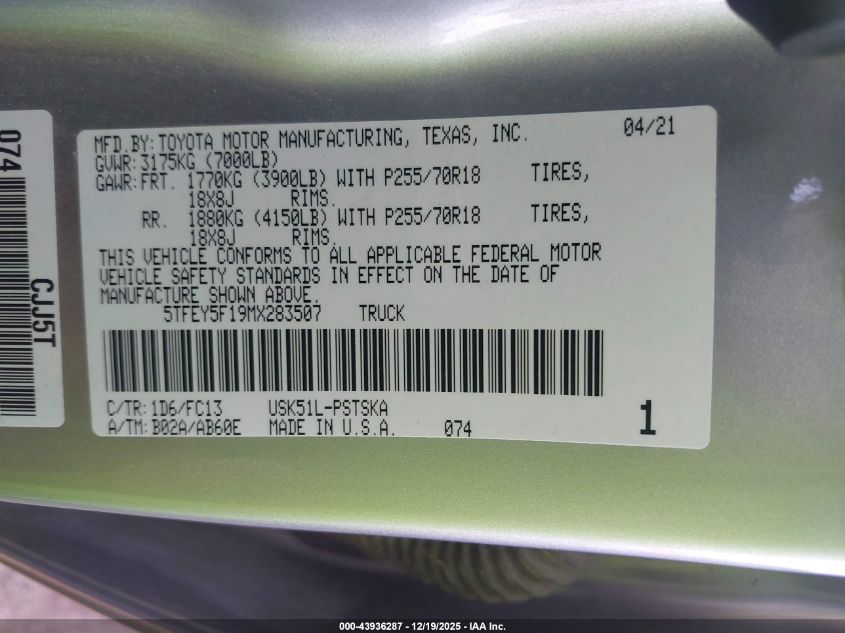 074
CJJ5T
MFD.BY:TOYOTA MOTOR MANUFACTURING, TEXAS, INC. 04/21
GVWR:3175KG (7000LB)
GAWR:FRT. 1770KG (3900LB) WITH P255/70R18 TIRES,
18X8J RIMS.
RR. 1880KG (4150LB) WITH P255/70R18 TIRES,
18X8J RIMS.
THIS VEHICLE CONFORMS TO ALL APPLICABLE FEDERAL MOTOR
VEHICLE SAFETY STANDARDS IN EFFECT ON THE DATE OF
MANUFACTURE SHOWN ABOVE.
5TFEY5F19MX283507 TRUCK
C/TR:1D6/FC13 USK51L-PSTSKA
A/TM:B02A/AB60E MADE IN U.S.A. 074 1
000-43936287 - 12/19/2025 - IAA Inc.